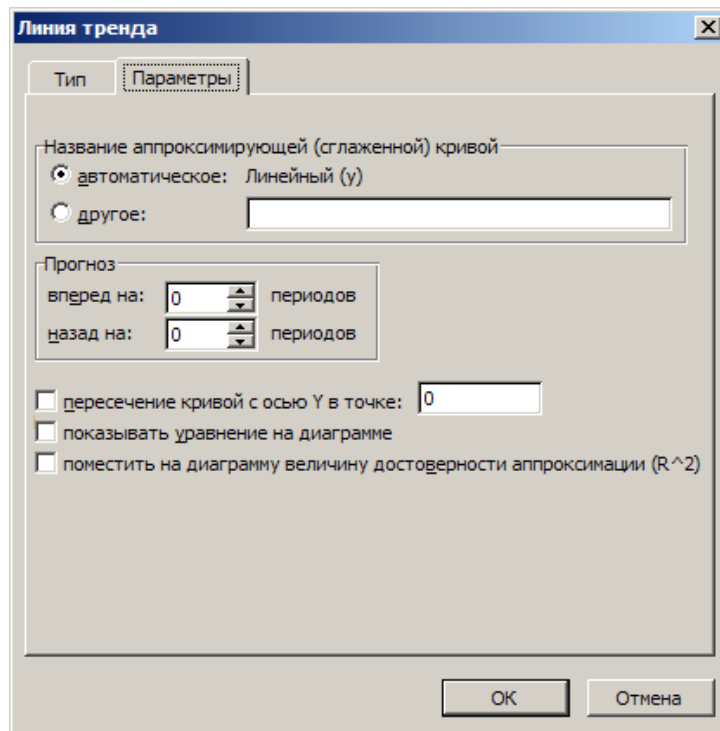 Линия тренда
Тип Параметры
Название аппроксимирующей (сглаженной) кривой
автоматическое: Линейный (y)
другое:
Прогноз
вперед на: 0 периодов
назад на: 0 периодов
пересечение кривой с осью Y в точке: 0
показывать уравнение на диаграмме
поместить на диаграмму величину достоверности аппроксимации (R^2)
ОК Отмена